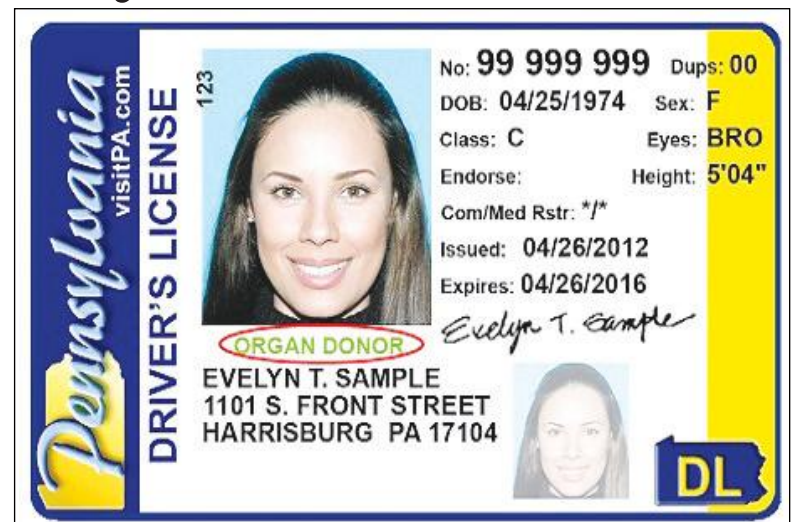 Pennsylvania
visitPA.com
DRIVER'S LICENSE
123
No: 99 999 999 Dups: 00
DOB: 04/25/1974 Sex: F
Class: C Eyes: BRO
Endorse: Height: 5'04"
Com/Med Rstr: */*
Issued: 04/26/2012
Expires: 04/26/2016
Evelyn T. Sample
ORGAN DONOR
EVELYN T. SAMPLE
1101 S. FRONT STREET
HARRISBURG PA 17104
DL